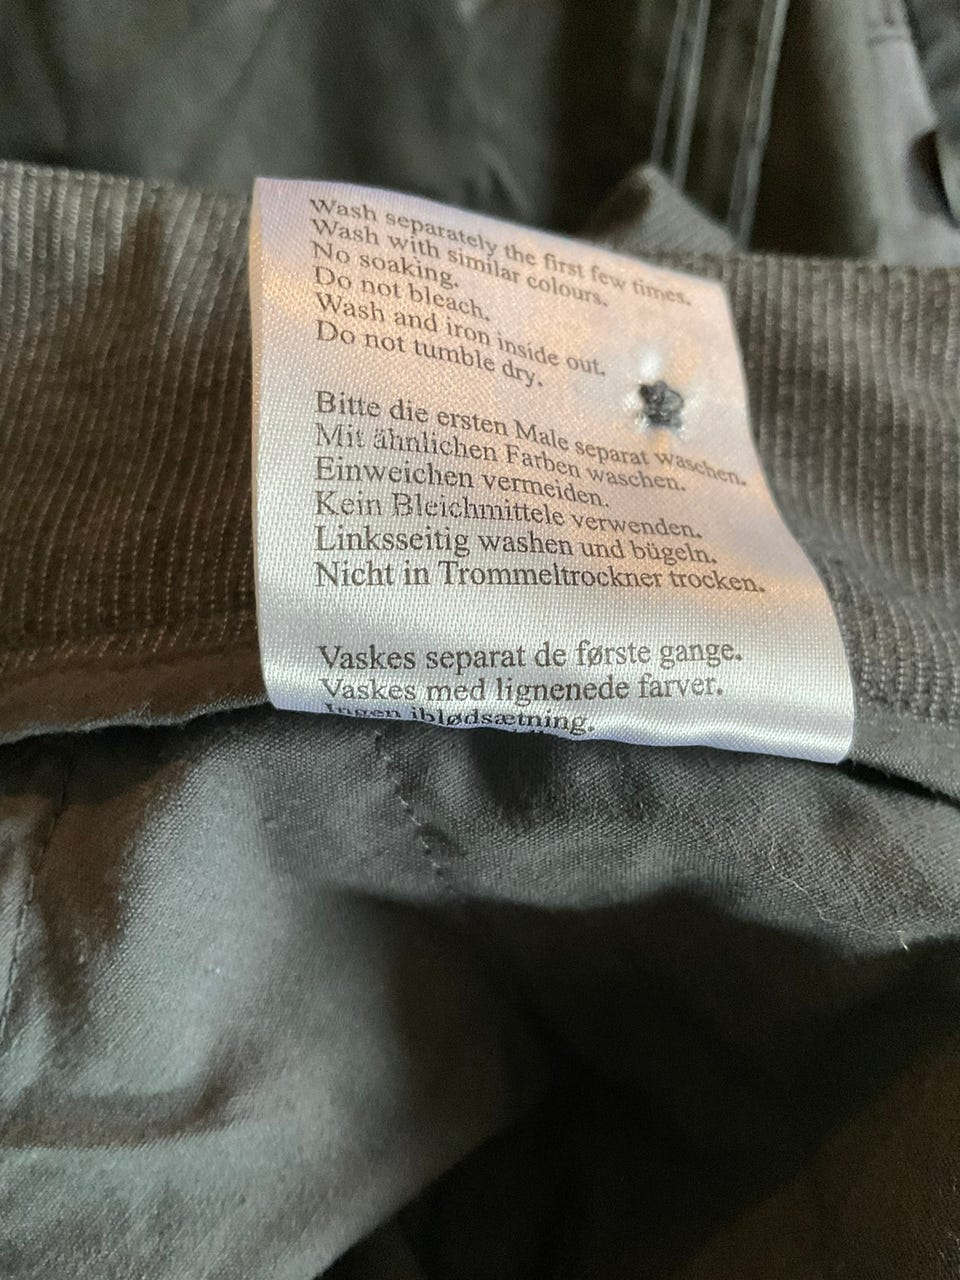 Wash separately the first few times.
Wash with similar colours.
No soaking.
Do not bleach.
Wash and iron inside out.
Do not tumble dry.
Bitte die ersten Male separat waschen.
Mit ähnlichen Farben waschen.
Einweichen vermeiden.
Kein Bleichmittele verwenden.
Linksseitig washen und bügeln.
Nicht in Trommeltrockner trocken.
Vaskes separat de første gange.
Vaskes med lignenede farver.
Ingen iblødsætning.